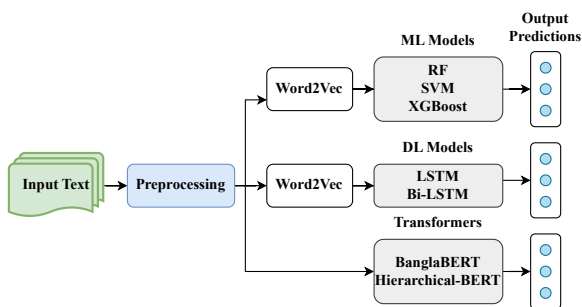 Output
Predictions
ML Models
Word2Vec
RF
SVM
XGBoost
Input Text
Preprocessing
DL Models
Word2Vec
LSTM
Bi-LSTM
Transformers
BanglaBERT
Hierarchical-BERT